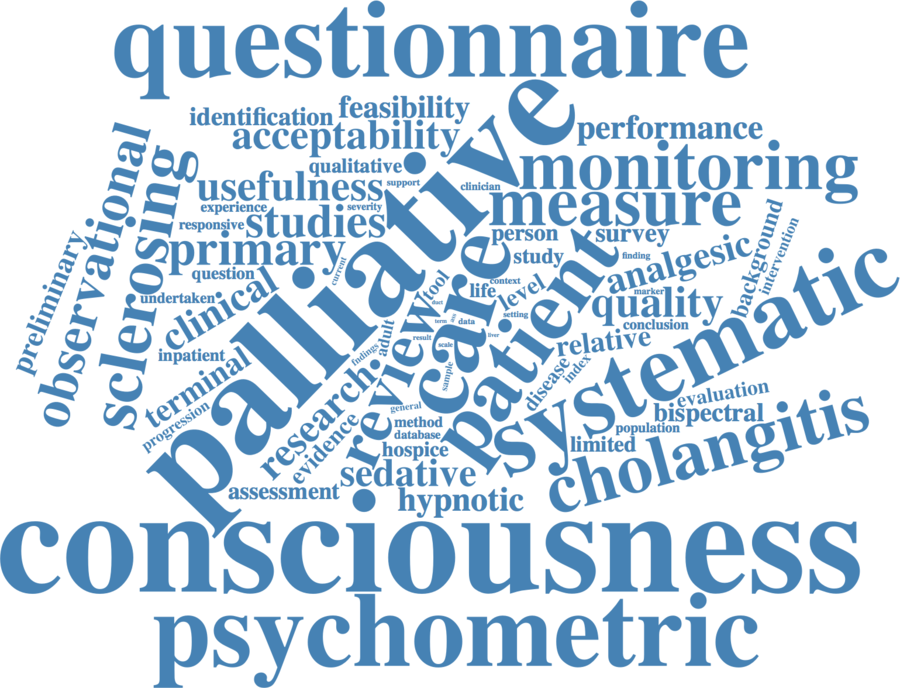 questionnaire
identification
feasibility
acceptability
performance
palliative
monitoring
qualitative
support
clinician
usefulness
measure
experience
severity
responsive
studies
person
survey
observational
sclerosing
preliminary
primary
question
current
care
patient
study
finding
analgesic
background
intervention
undertaken
clinical
tool
life
context
level
marker
quality
systematic
duct
setting
inpatient
adult
term
ass
data
conclusion
result
scale
liver
relative
findings
terminal
progression
research
review
sample
disease
index
evidence
general
method
database
hospice
evaluation
bispectral
population
limited
cholangitis
assessment
sedative
hypnotic
consciousness
psychometric